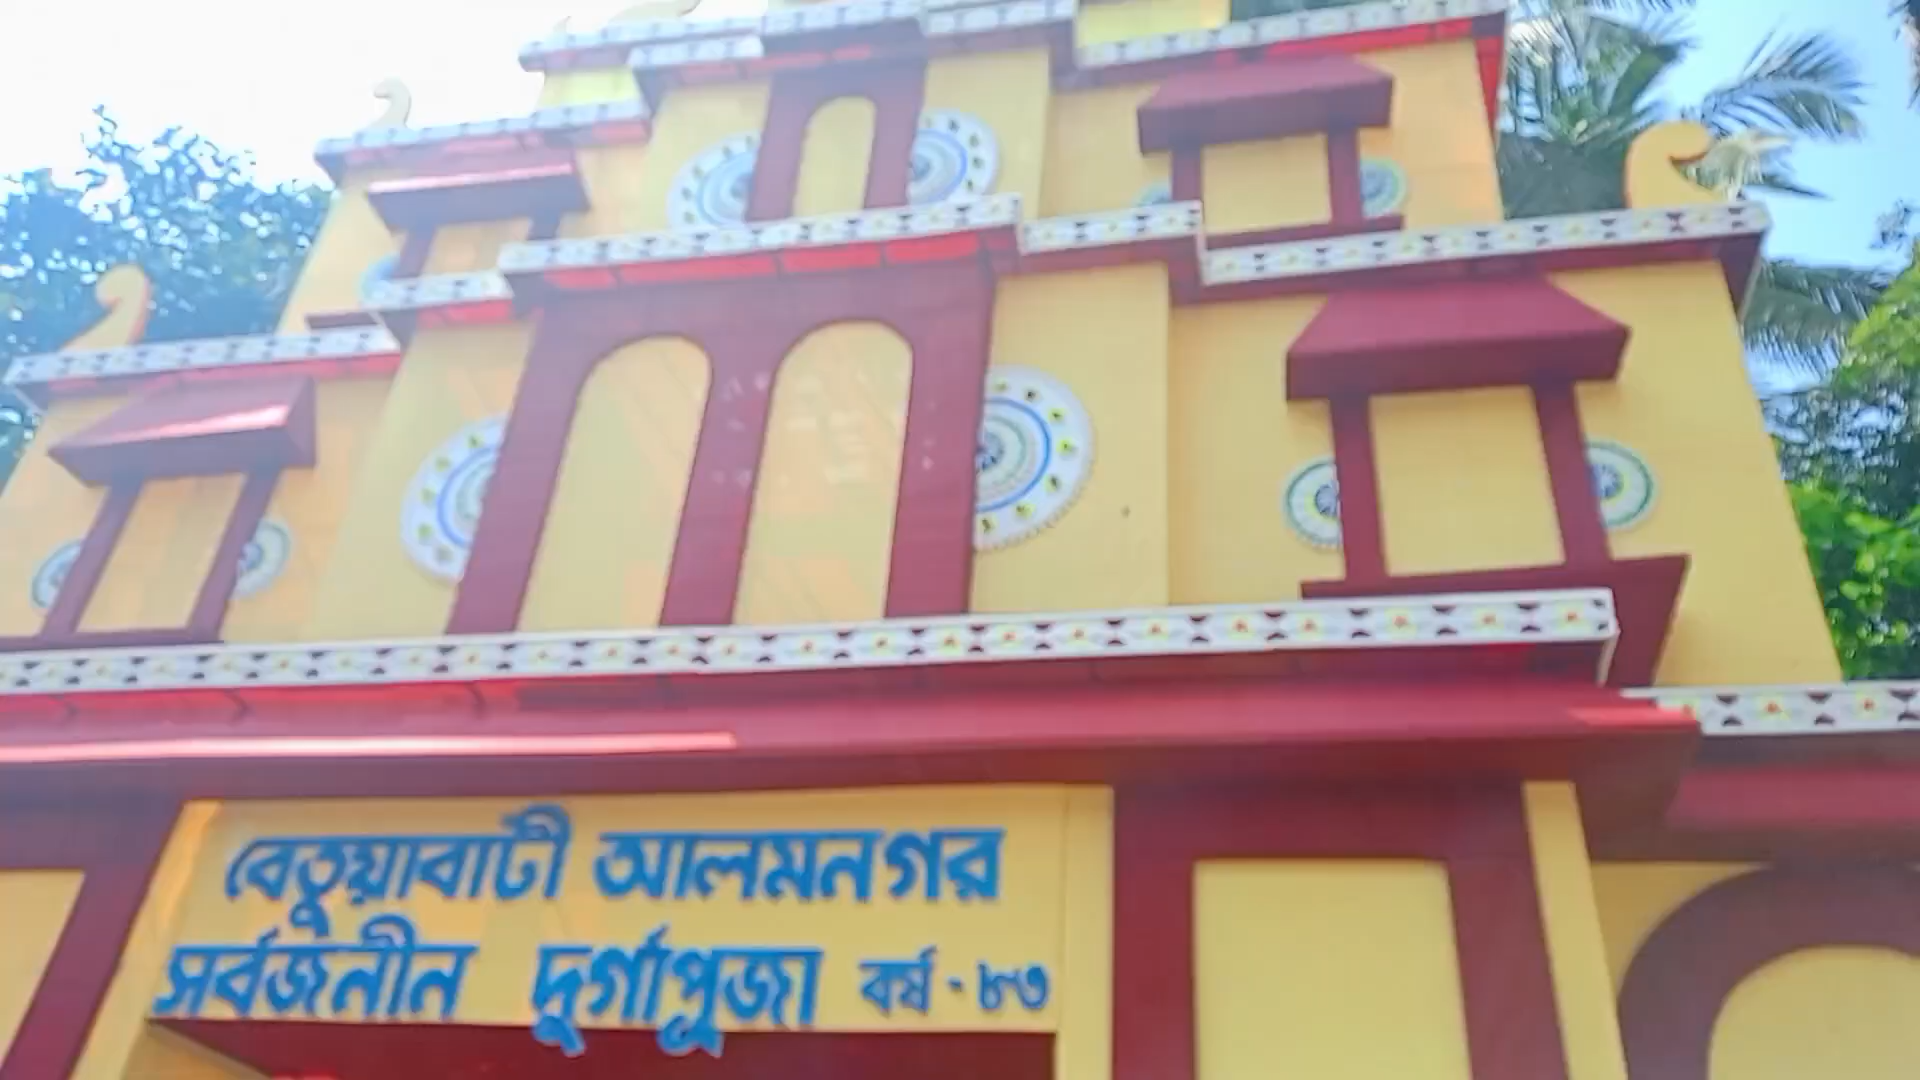 বেতুয়াবাটী আলমনগর
সর্বজনীন দুর্গাপুজা বর্ষ - ৮৩